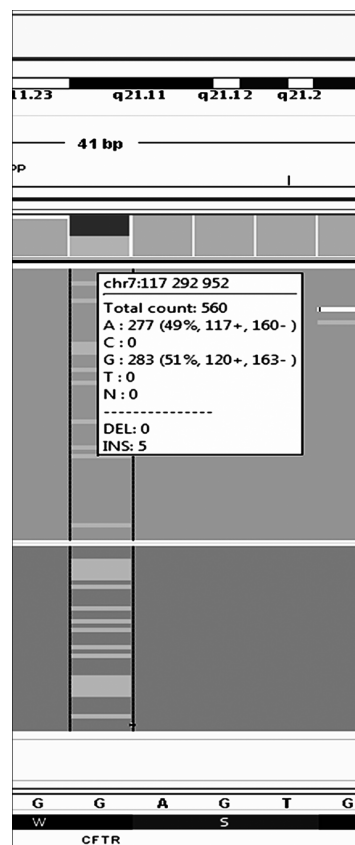 11.23 q21.11 q21.12 q21.2
41 bp
PP
chr7:117 292 952
Total count: 560
A : 277 (49%, 117+, 160- )
C : 0
G : 283 (51%, 120+, 163- )
T : 0
N : 0
---------------
DEL: 0
INS: 5
G G A G T G
W S
CFTR